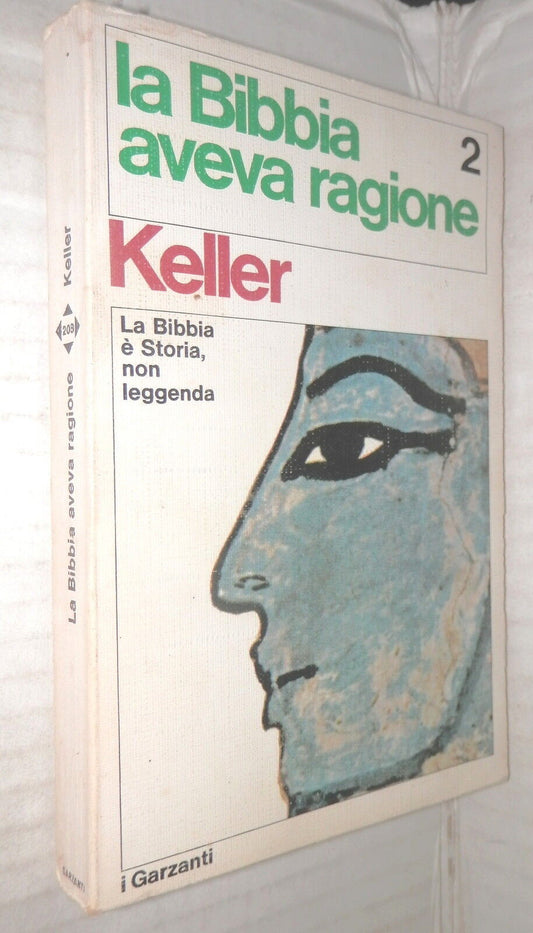 la Bibbia
aveva ragione
2
Keller
La Bibbia
è Storia,
non
leggenda
i Garzanti
Keller
203
La Bibbia aveva ragione
GARZANTI